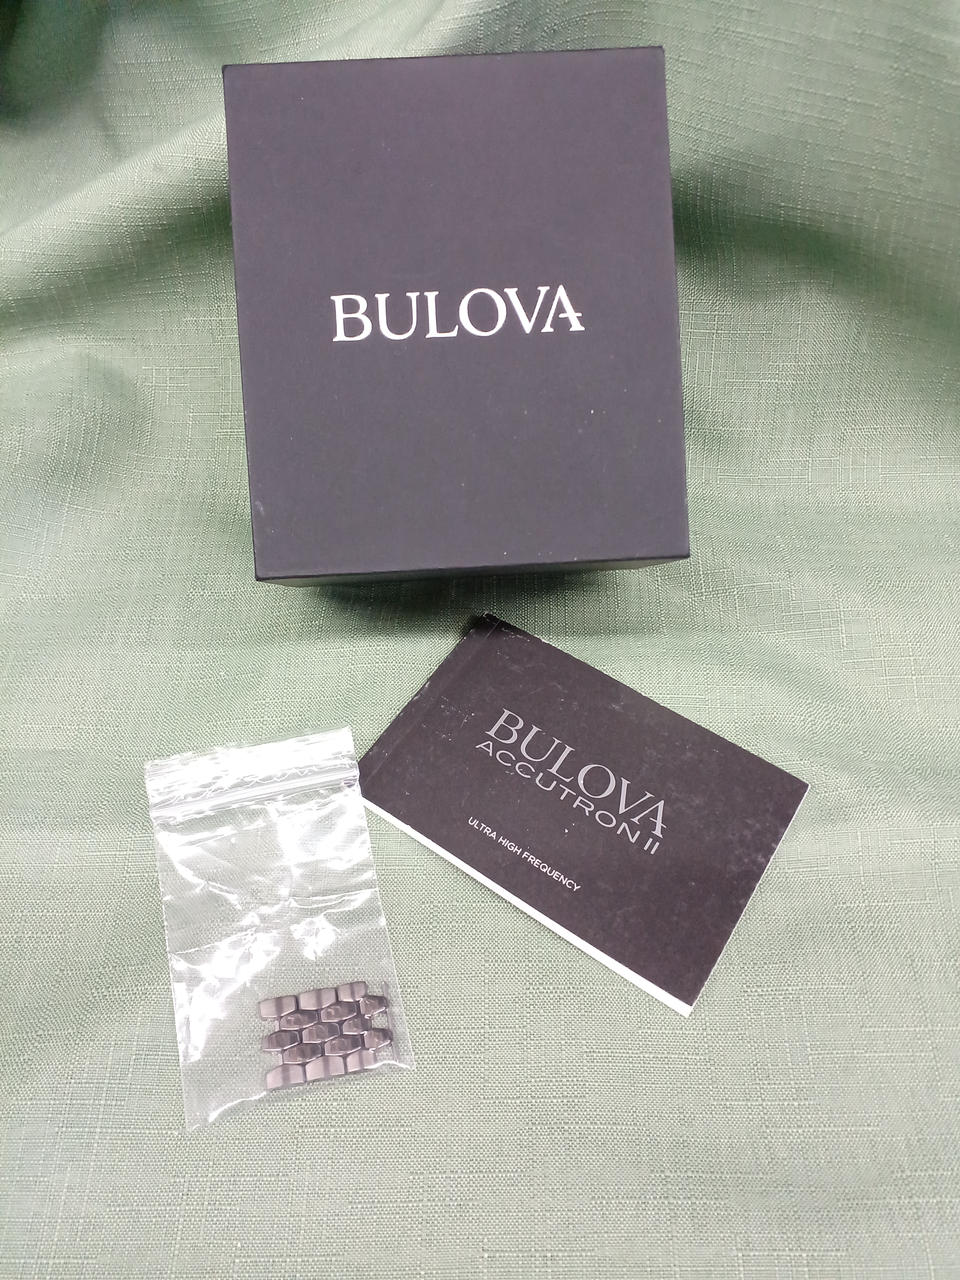 BULOVA
BULOVA
ACCUTRON II
ULTRA HIGH FREQUENCY